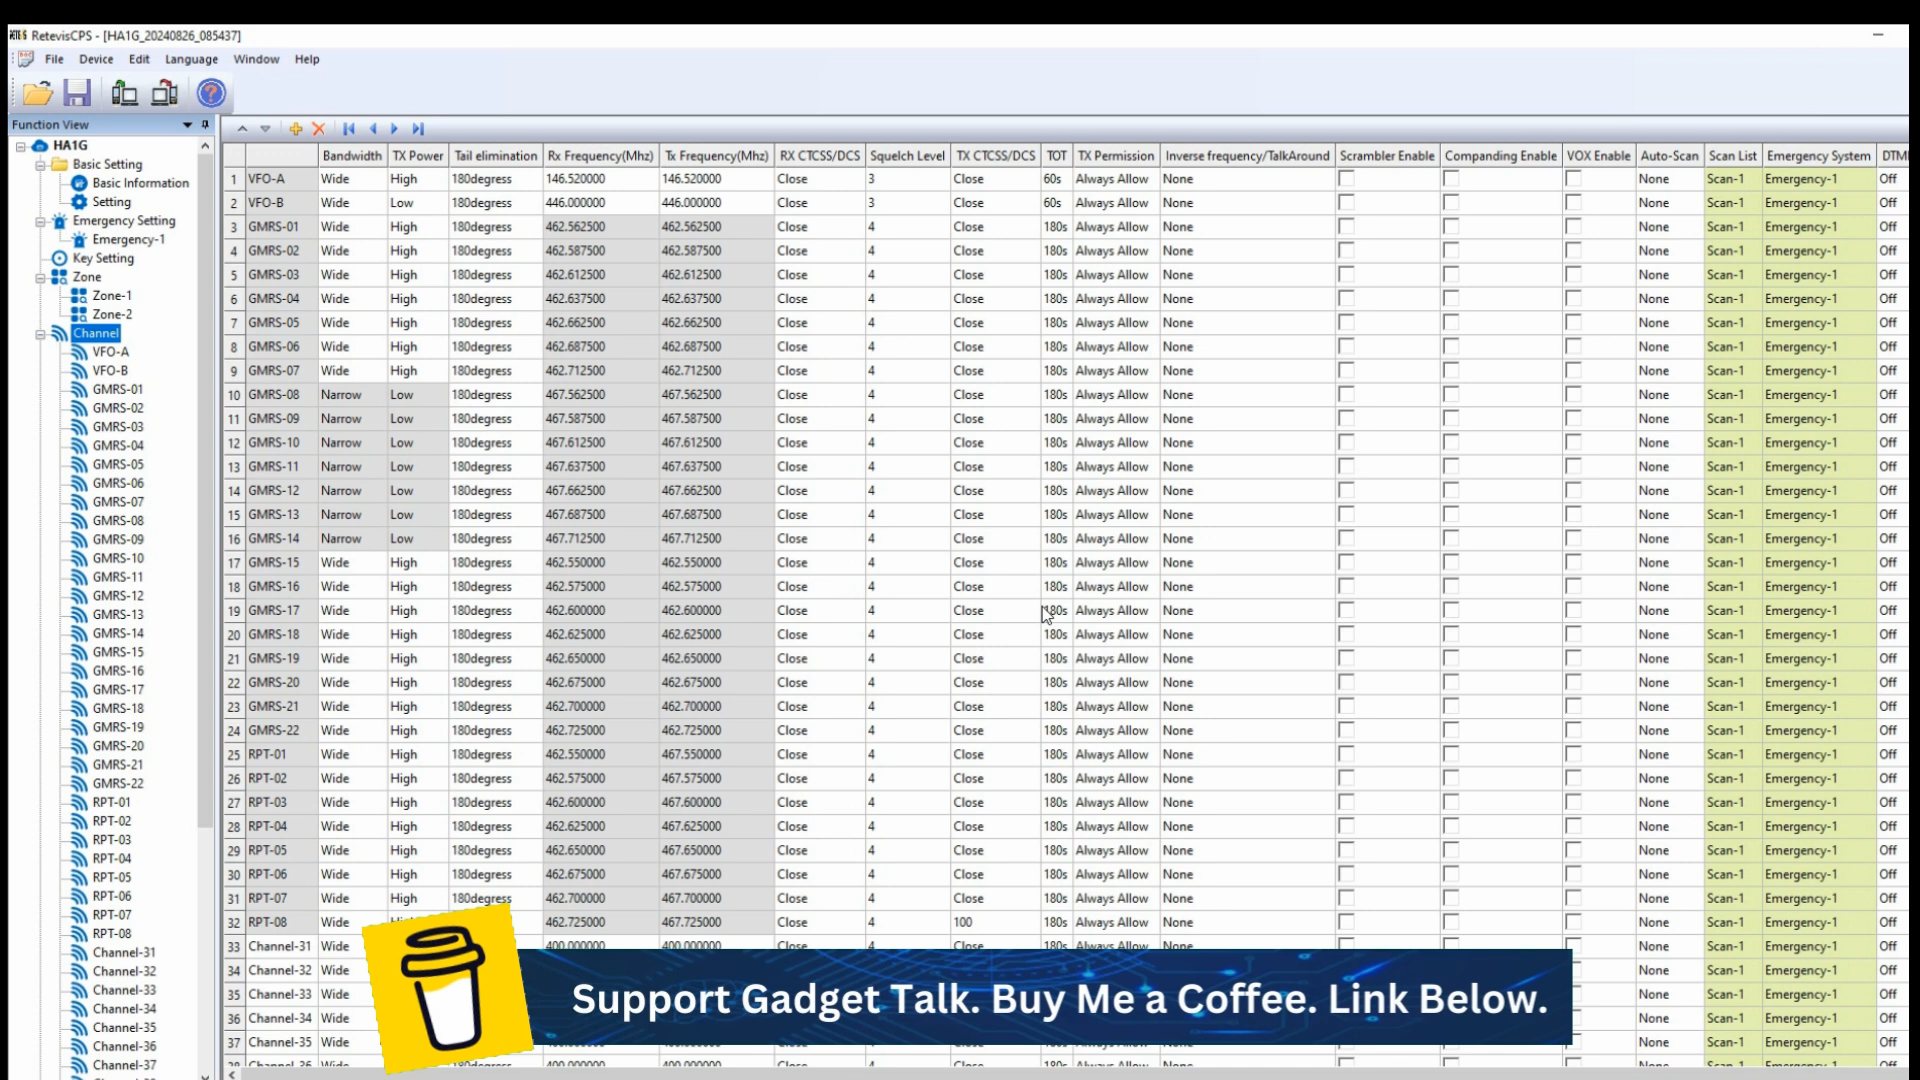 RetevisCPS - [HA1G_20240826_085437]
File Device Edit Language Window Help
Function View
HA1G
Basic Setting
Basic Information
Setting
Emergency Setting
Emergency-1
Key Setting
Zone
Zone-1
Zone-2
Channel
VFO-A
VFO-B
GMRS-01
GMRS-02
GMRS-03
GMRS-04
GMRS-05
GMRS-06
GMRS-07
GMRS-08
GMRS-09
GMRS-10
GMRS-11
GMRS-12
GMRS-13
GMRS-14
GMRS-15
GMRS-16
GMRS-17
GMRS-18
GMRS-19
GMRS-20
GMRS-21
GMRS-22
RPT-01
RPT-02
RPT-03
RPT-04
RPT-05
RPT-06
RPT-07
RPT-08
Channel-31
Channel-32
Channel-33
Channel-34
Channel-35
Channel-36
Channel-37
Bandwidth TX Power Tail elimination Rx Frequency(Mhz) Tx Frequency(Mhz) RX CTCSS/DCS Squelch Level TX CTCSS/DCS TOT TX Permission Inverse frequency/TalkAround Scrambler Enable Companding Enable VOX Enable Auto-Scan Scan List Emergency System DTM
1 VFO-A Wide High 180degress 146.520000 146.520000 Close 3 Close 60s Always Allow None None Scan-1 Emergency-1 Off
2 VFO-B Wide Low 180degress 446.000000 446.000000 Close 3 Close 60s Always Allow None None Scan-1 Emergency-1 Off
3 GMRS-01 Wide High 180degress 462.562500 462.562500 Close 4 Close 180s Always Allow None None Scan-1 Emergency-1 Off
4 GMRS-02 Wide High 180degress 462.587500 462.587500 Close 4 Close 180s Always Allow None None Scan-1 Emergency-1 Off
5 GMRS-03 Wide High 180degress 462.612500 462.612500 Close 4 Close 180s Always Allow None None Scan-1 Emergency-1 Off
6 GMRS-04 Wide High 180degress 462.637500 462.637500 Close 4 Close 180s Always Allow None None Scan-1 Emergency-1 Off
7 GMRS-05 Wide High 180degress 462.662500 462.662500 Close 4 Close 180s Always Allow None None Scan-1 Emergency-1 Off
8 GMRS-06 Wide High 180degress 462.687500 462.687500 Close 4 Close 180s Always Allow None None Scan-1 Emergency-1 Off
9 GMRS-07 Wide High 180degress 462.712500 462.712500 Close 4 Close 180s Always Allow None None Scan-1 Emergency-1 Off
10 GMRS-08 Narrow Low 180degress 467.562500 467.562500 Close 4 Close 180s Always Allow None None Scan-1 Emergency-1 Off
11 GMRS-09 Narrow Low 180degress 467.587500 467.587500 Close 4 Close 180s Always Allow None None Scan-1 Emergency-1 Off
12 GMRS-10 Narrow Low 180degress 467.612500 467.612500 Close 4 Close 180s Always Allow None None Scan-1 Emergency-1 Off
13 GMRS-11 Narrow Low 180degress 467.637500 467.637500 Close 4 Close 180s Always Allow None None Scan-1 Emergency-1 Off
14 GMRS-12 Narrow Low 180degress 467.662500 467.662500 Close 4 Close 180s Always Allow None None Scan-1 Emergency-1 Off
15 GMRS-13 Narrow Low 180degress 467.687500 467.687500 Close 4 Close 180s Always Allow None None Scan-1 Emergency-1 Off
16 GMRS-14 Narrow Low 180degress 467.712500 467.712500 Close 4 Close 180s Always Allow None None Scan-1 Emergency-1 Off
17 GMRS-15 Wide High 180degress 462.550000 462.550000 Close 4 Close 180s Always Allow None None Scan-1 Emergency-1 Off
18 GMRS-16 Wide High 180degress 462.575000 462.575000 Close 4 Close 180s Always Allow None None Scan-1 Emergency-1 Off
19 GMRS-17 Wide High 180degress 462.600000 462.600000 Close 4 Close 180s Always Allow None None Scan-1 Emergency-1 Off
20 GMRS-18 Wide High 180degress 462.625000 462.625000 Close 4 Close 180s Always Allow None None Scan-1 Emergency-1 Off
21 GMRS-19 Wide High 180degress 462.650000 462.650000 Close 4 Close 180s Always Allow None None Scan-1 Emergency-1 Off
22 GMRS-20 Wide High 180degress 462.675000 462.675000 Close 4 Close 180s Always Allow None None Scan-1 Emergency-1 Off
23 GMRS-21 Wide High 180degress 462.700000 462.700000 Close 4 Close 180s Always Allow None None Scan-1 Emergency-1 Off
24 GMRS-22 Wide High 180degress 462.725000 462.725000 Close 4 Close 180s Always Allow None None Scan-1 Emergency-1 Off
25 RPT-01 Wide High 180degress 462.550000 467.550000 Close 4 Close 180s Always Allow None None Scan-1 Emergency-1 Off
26 RPT-02 Wide High 180degress 462.575000 467.575000 Close 4 Close 180s Always Allow None None Scan-1 Emergency-1 Off
27 RPT-03 Wide High 180degress 462.600000 467.600000 Close 4 Close 180s Always Allow None None Scan-1 Emergency-1 Off
28 RPT-04 Wide High 180degress 462.625000 467.625000 Close 4 Close 180s Always Allow None None Scan-1 Emergency-1 Off
29 RPT-05 Wide High 180degress 462.650000 467.650000 Close 4 Close 180s Always Allow None None Scan-1 Emergency-1 Off
30 RPT-06 Wide High 180degress 462.675000 467.675000 Close 4 Close 180s Always Allow None None Scan-1 Emergency-1 Off
31 RPT-07 Wide High 180degress 462.700000 467.700000 Close 4 Close 180s Always Allow None None Scan-1 Emergency-1 Off
32 RPT-08 Wide 462.725000 467.725000 Close 4 100 180s Always Allow None None Scan-1 Emergency-1 Off
33 Channel-31 Wide 400.000000 400.000000 Close 4 Close 180s Always Allow None None Scan-1 Emergency-1 Off
34 Channel-32 Wide None Scan-1 Emergency-1 Off
35 Channel-33 Wide None Scan-1 Emergency-1 Off
36 Channel-34 Wide None Scan-1 Emergency-1 Off
37 Channel-35 Wide None Scan-1 Emergency-1 Off
Support Gadget Talk. Buy Me a Coffee. Link Below.